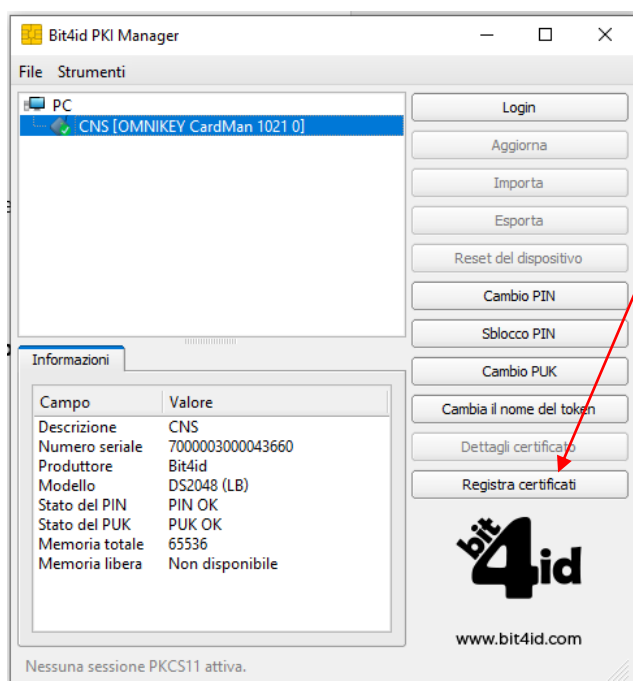 Bit4id PKI Manager
File Strumenti
PC
CNS [OMNIKEY CardMan 1021 0]
Login
Aggiorna
Importa
Esporta
Reset del dispositivo
Cambio PIN
Sblocco PIN
Cambio PUK
Cambia il nome del token
Dettagli certificato
Registra certificati
Informazioni
Campo Valore
Descrizione CNS
Numero seriale 7000003000043660
Produttore Bit4id
Modello DS2048 (LB)
Stato del PIN PIN OK
Stato del PUK PUK OK
Memoria totale 65536
Memoria libera Non disponibile
bit4id
www.bit4id.com
Nessuna sessione PKCS11 attiva.